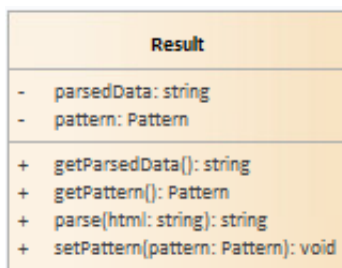 Result
- parsedData: string
- pattern: Pattern
+ getParsedData(): string
+ getPattern(): Pattern
+ parse(html: string): string
+ setPattern(pattern: Pattern): void